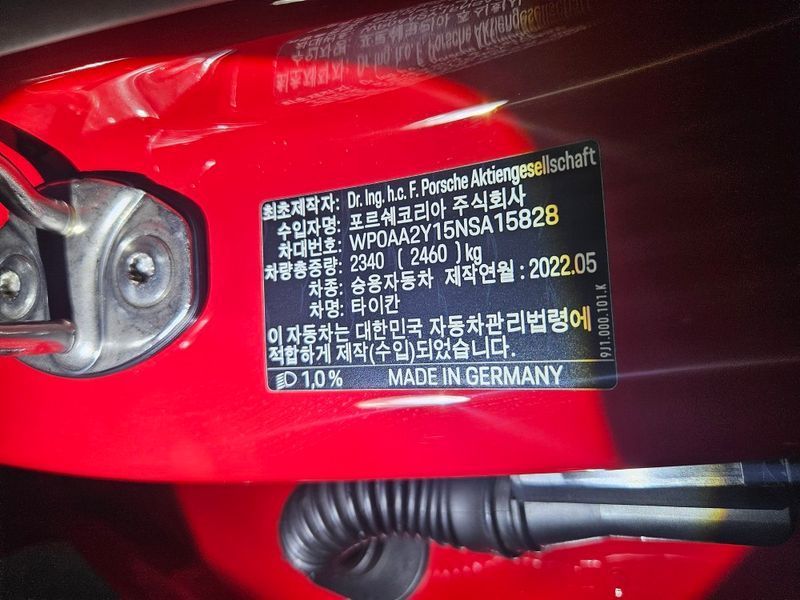 최초제작자: Dr. Ing. h.c. F. Porsche Aktiengesellschaft
수입자명: 포르쉐코리아 주식회사
차대번호: WP0AA2Y15NSA15828
차량총중량: 2340 ( 2460 )kg
차종: 승용자동차 제작연월 : 2022.05
차명: 타이칸
이 자동차는 대한민국 자동차관리법령에
적합하게 제작(수입)되었습니다.
1,0 % MADE IN GERMANY
9J1.000.101.K